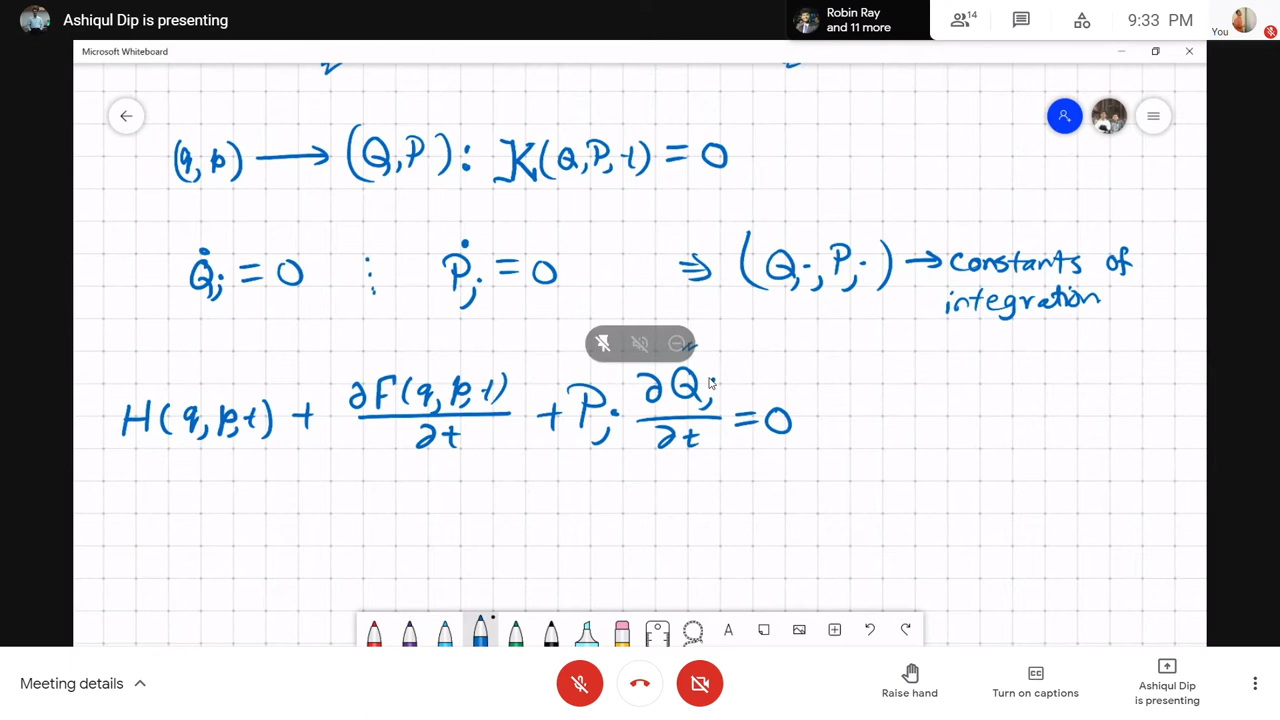 Ashiqul Dip is presenting
Robin Ray
and 11 more
14
9:33 PM
You
Microsoft Whiteboard
(q, p) ⟶ (Q, P) : K(Q, P, t) = 0
Q̇ⱼ = 0 ; Ṗⱼ = 0 ⇒ (Qⱼ, Pⱼ) → constants of
integration
H(q, p, t) + ∂F(q, p, t)/∂t + Pⱼ ∂Qⱼ/∂t = 0
A
Meeting details
Raise hand
CC
Turn on captions
Ashiqul Dip
is presenting